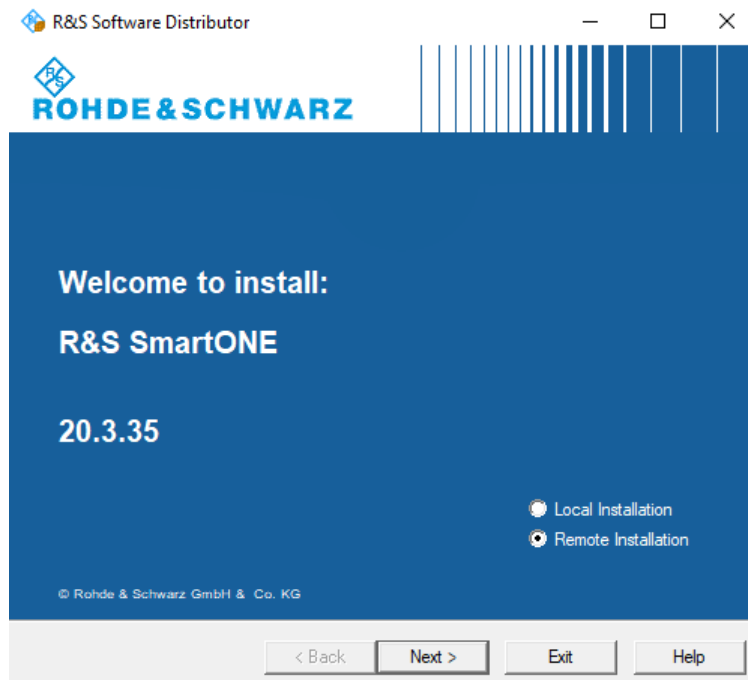 R&S Software Distributor
R&S
ROHDE&SCHWARZ
Welcome to install:
R&S SmartONE
20.3.35
Local Installation
Remote Installation
© Rohde & Schwarz GmbH & Co. KG
< Back Next > Exit Help